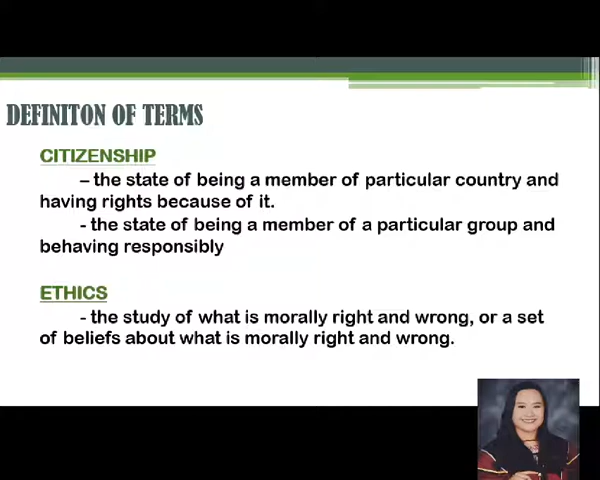 DEFINITON OF TERMS
CITIZENSHIP
– the state of being a member of particular country and
having rights because of it.
- the state of being a member of a particular group and
behaving responsibly
ETHICS
- the study of what is morally right and wrong, or a set
of beliefs about what is morally right and wrong.